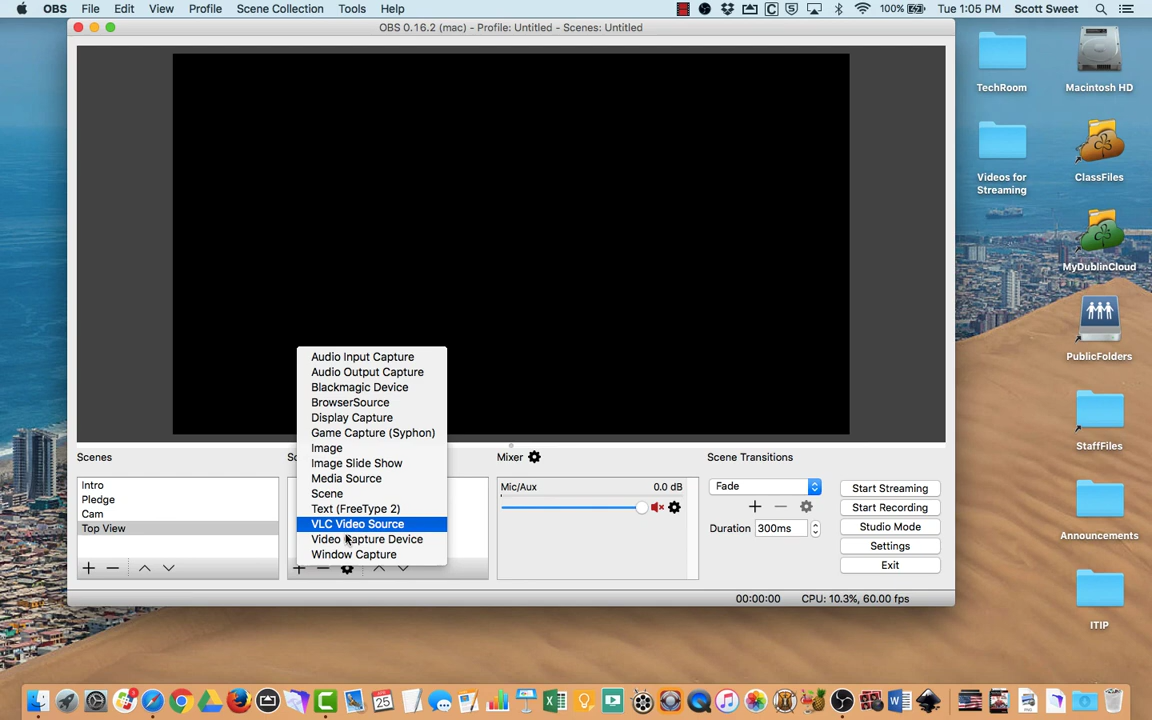 OBS File Edit View Profile Scene Collection Tools Help 100% Tue 1:05 PM Scott Sweet
OBS 0.16.2 (mac) - Profile: Untitled - Scenes: Untitled
TechRoom
Macintosh HD
Videos for
Streaming
ClassFiles
MyDublinCloud
PublicFolders
StaffFiles
Announcements
ITIP
Audio Input Capture
Audio Output Capture
Blackmagic Device
BrowserSource
Display Capture
Game Capture (Syphon)
Image
Image Slide Show
Media Source
Scene
Text (FreeType 2)
VLC Video Source
Video Capture Device
Window Capture
Scenes
Intro
Pledge
Cam
Top View
Mixer
Mic/Aux 0.0 dB
Scene Transitions
Fade
Duration 300ms
Start Streaming
Start Recording
Studio Mode
Settings
Exit
00:00:00 CPU: 10.3%, 60.00 fps